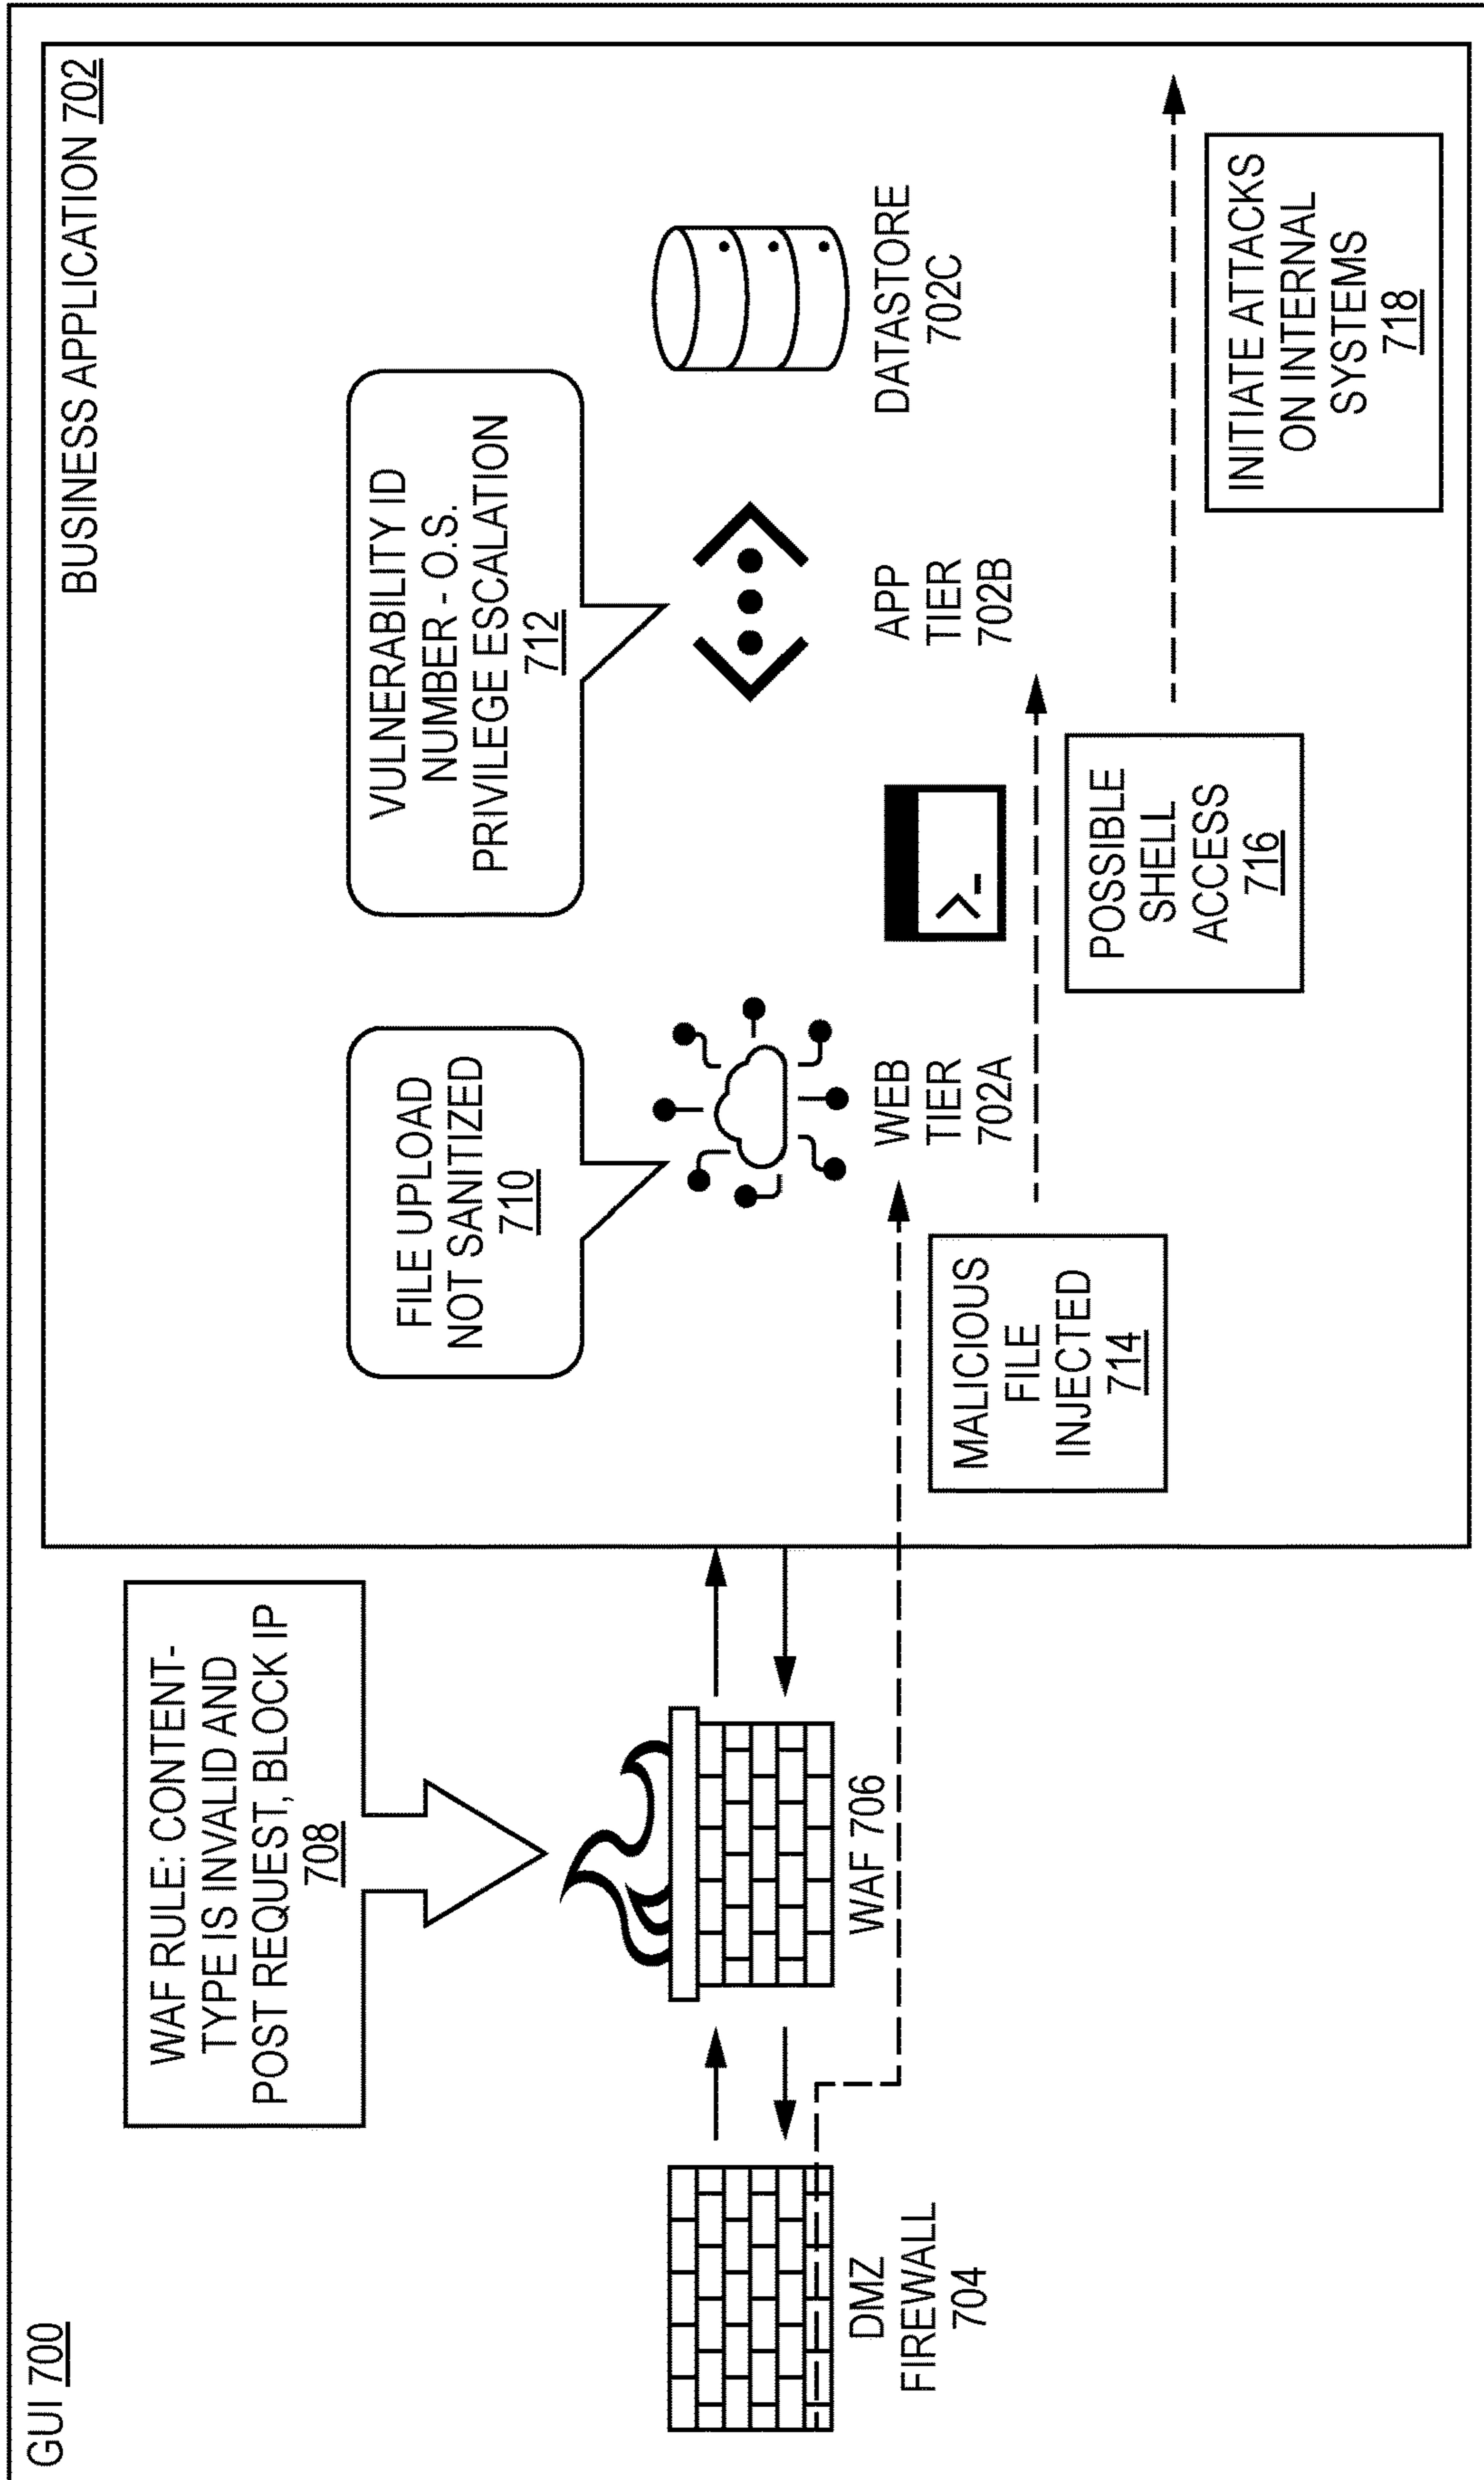 GUI 700
BUSINESS APPLICATION 702
WAF RULE: CONTENT-
TYPE IS INVALID AND
POST REQUEST, BLOCK IP
708
FILE UPLOAD
NOT SANITIZED
710
VULNERABILITY ID
NUMBER - O.S.
PRIVILEGE ESCALATION
712
DMZ
FIREWALL
704
WAF 706
WEB
TIER
702A
>_
APP
TIER
702B
DATASTORE
702C
MALICIOUS
FILE
INJECTED
714
POSSIBLE
SHELL
ACCESS
716
INITIATE ATTACKS
ON INTERNAL
SYSTEMS
718